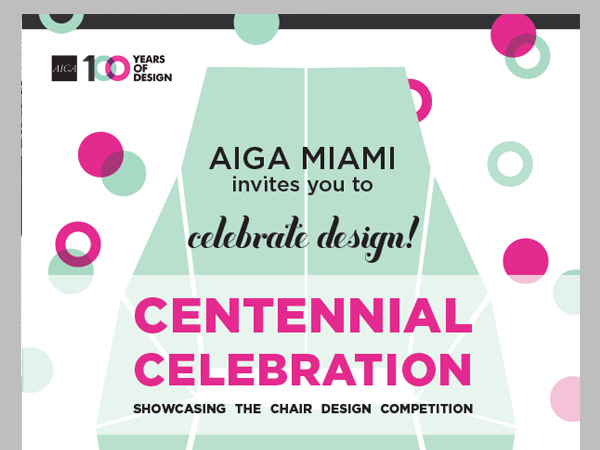 AIGA 100 YEARS
OF
DESIGN
AIGA MIAMI
invites you to
celebrate design!
CENTENNIAL
CELEBRATION
SHOWCASING THE CHAIR DESIGN COMPETITION